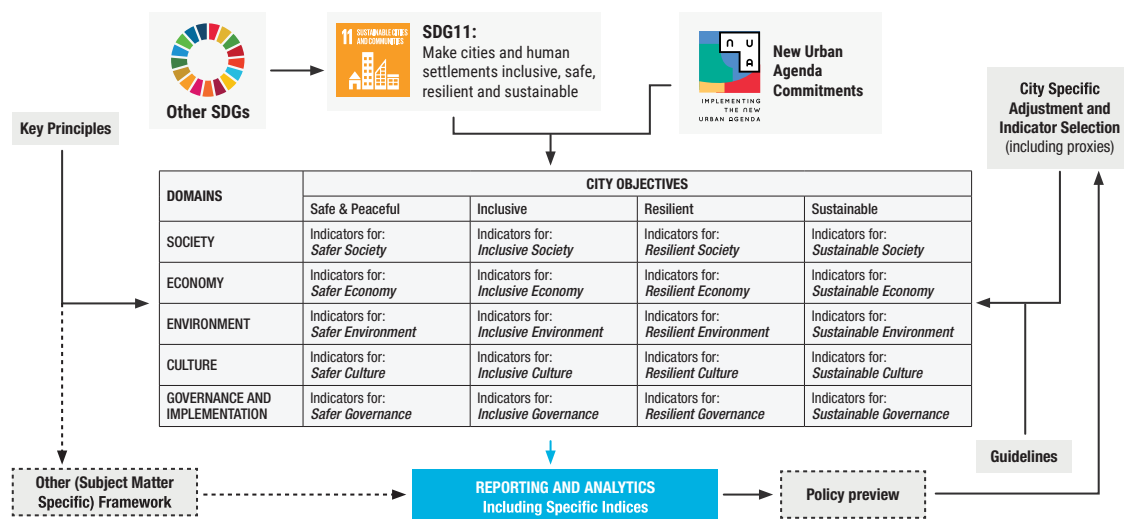 11 SUSTAINABLE CITIES
AND COMMUNITIES
Other SDGs
SDG11:
Make cities and human
settlements inclusive, safe,
resilient and sustainable
N U
U A
IMPLEMENTING
THE NEW
URBAN AGENDA
New Urban
Agenda
Commitments
Key Principles
City Specific
Adjustment and
Indicator Selection
(including proxies)
DOMAINS
CITY OBJECTIVES
Safe & Peaceful
Inclusive
Resilient
Sustainable
SOCIETY
Indicators for:
Safer Society
Indicators for:
Inclusive Society
Indicators for:
Resilient Society
Indicators for:
Sustainable Society
ECONOMY
Indicators for:
Safer Economy
Indicators for:
Inclusive Economy
Indicators for:
Resilient Economy
Indicators for:
Sustainable Economy
ENVIRONMENT
Indicators for:
Safer Environment
Indicators for:
Inclusive Environment
Indicators for:
Resilient Environment
Indicators for:
Sustainable Environment
CULTURE
Indicators for:
Safer Culture
Indicators for:
Inclusive Culture
Indicators for:
Resilient Culture
Indicators for:
Sustainable Culture
GOVERNANCE AND
IMPLEMENTATION
Indicators for:
Safer Governance
Indicators for:
Inclusive Governance
Indicators for:
Resilient Governance
Indicators for:
Sustainable Governance
Guidelines
Other (Subject Matter
Specific) Framework
REPORTING AND ANALYTICS
Including Specific Indices
Policy preview